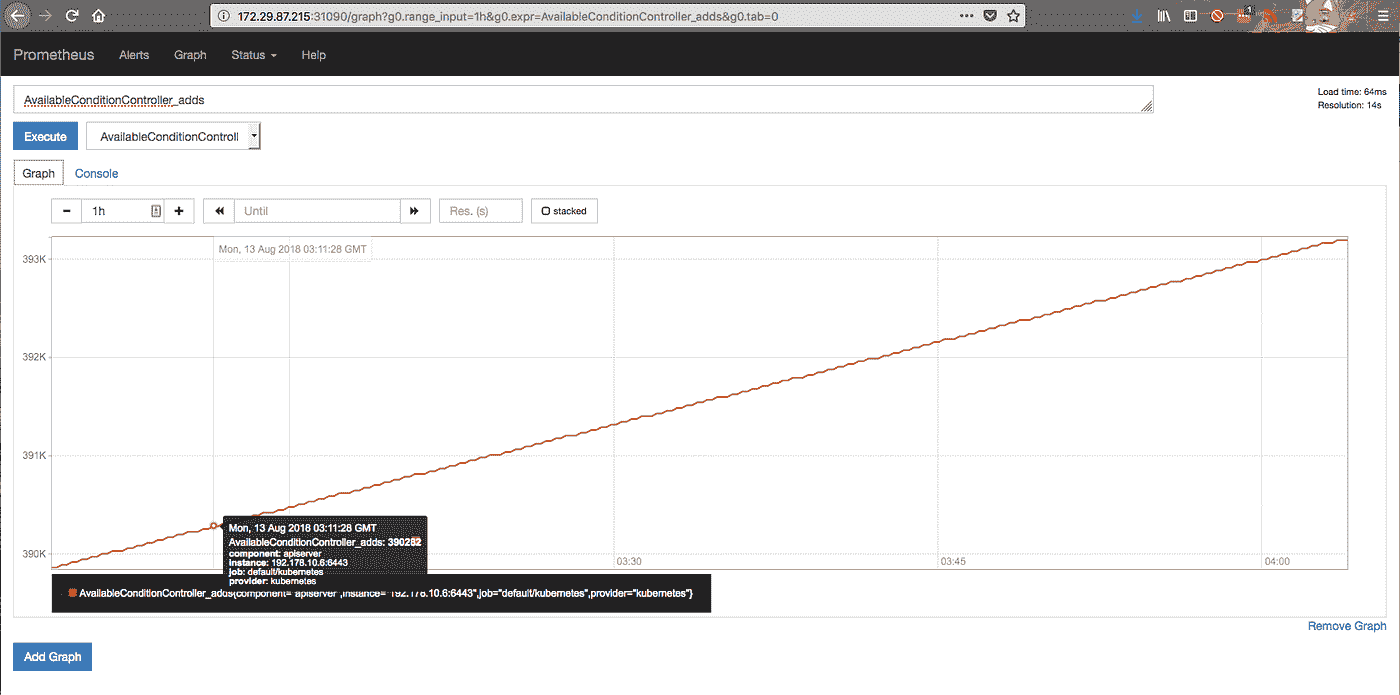 172.29.87.215:31090/graph?g0.range_input=1h&g0.expr=AvailableConditionController_adds&g0.tab=0
1
Prometheus Alerts Graph Status Help
AvailableConditionController_adds
Load time: 64ms
Resolution: 14s
Execute AvailableConditionControll
Graph Console
1h Until Res. (s) stacked
Mon, 13 Aug 2018 03:11:28 GMT
393K
392K
391K
390K
03:30 03:45 04:00
Mon, 13 Aug 2018 03:11:28 GMT
AvailableConditionController_adds: 390282
component: apiserver
instance: 192.178.10.6:6443
job: default/kubernetes
provider: kubernetes
AvailableConditionController_adds{component="apiserver",instance="192.178.10.6:6443",job="default/kubernetes",provider="kubernetes"}
Remove Graph
Add Graph